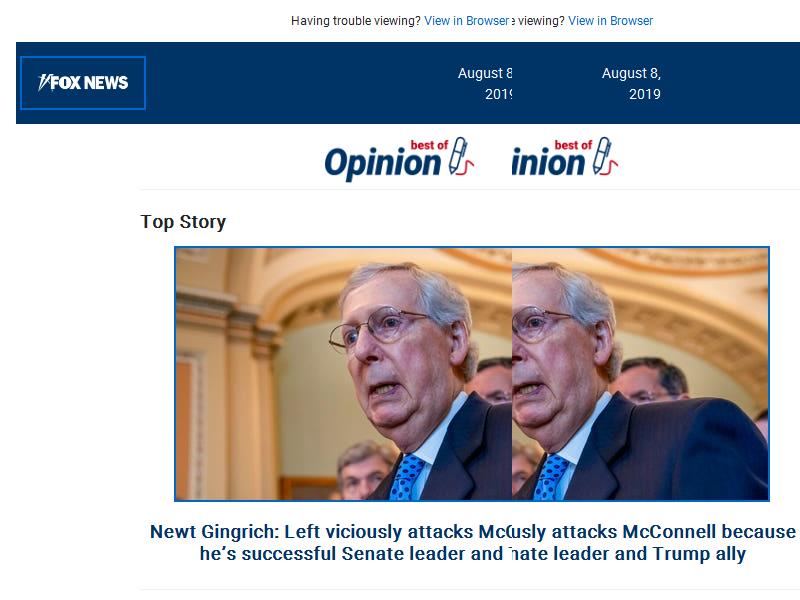 Having trouble viewing? View in Browser e viewing? View in Browser
FOX NEWS
August 8 August 8,
2019 2019
best of best of
Opinion inion
Top Story
Newt Gingrich: Left viciously attacks Mc usly attacks McConnell because
he's successful Senate leader and nate leader and Trump ally